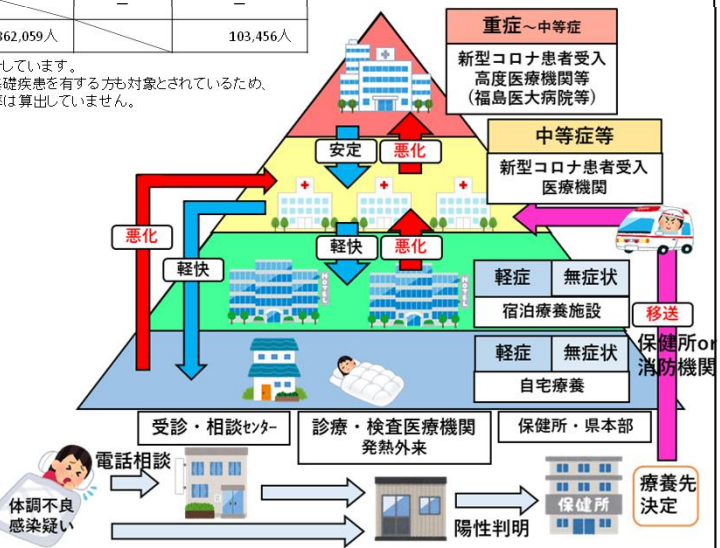 － －
862,059人 103,456人
しています。
礎疾患を有する方も対象とされているため、
は算出していません。
重症～中等症
新型コロナ患者受入
高度医療機関等
（福島医大病院等）
安定 悪化
中等症等
新型コロナ患者受入
医療機関
悪化
軽快
軽快 悪化
HOTEL HOTEL
軽症 無症状
宿泊療養施設
移送
保健所or
消防機関
軽症 無症状
自宅療養
受診・相談センター
診療・検査医療機関
発熱外来
保健所・県本部
電話相談
体調不良
感染疑い
陽性判明
保健所
療養先
決定